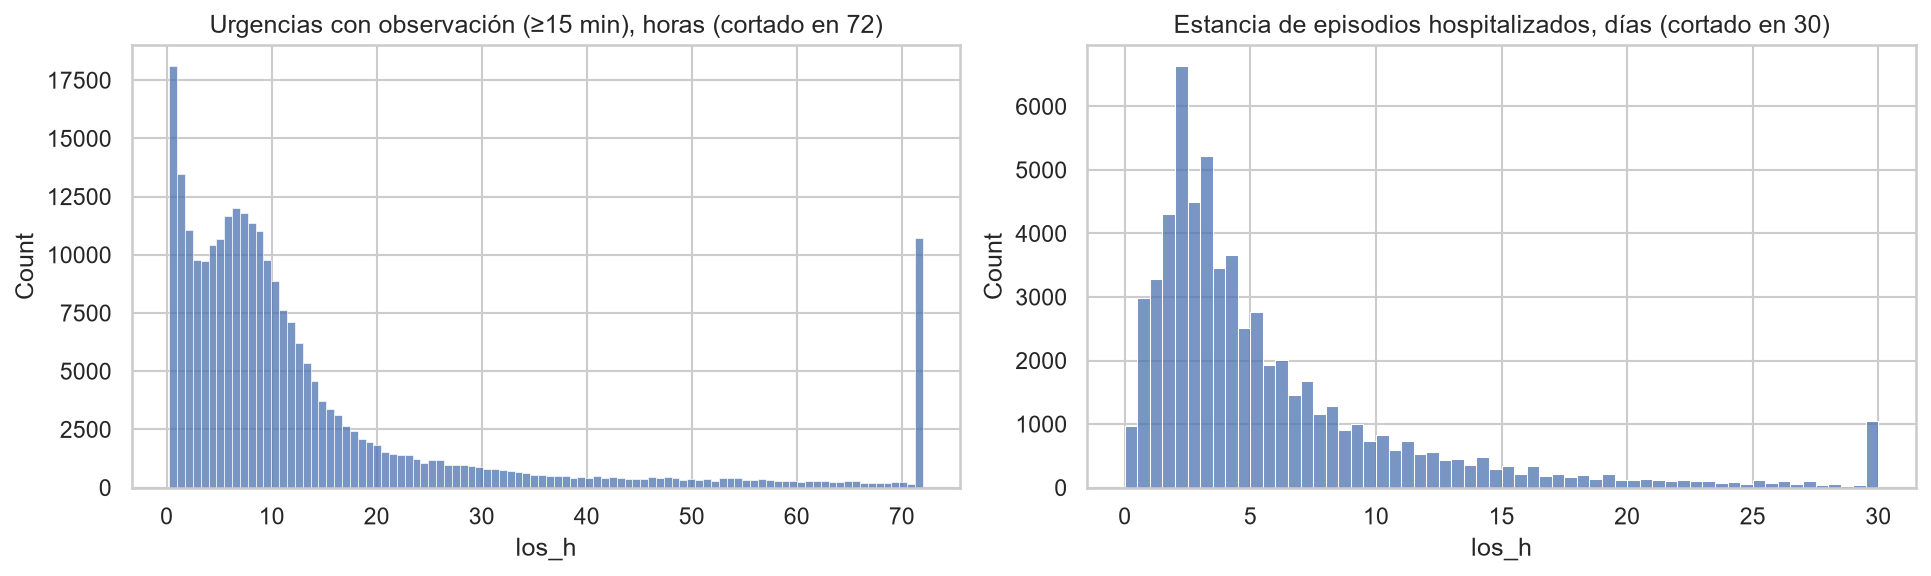 Urgencias con observación (≥15 min), horas (cortado en 72)
Count
17500
15000
12500
10000
7500
5000
2500
0
0 10 20 30 40 50 60 70
los_h
Estancia de episodios hospitalizados, días (cortado en 30)
Count
6000
5000
4000
3000
2000
1000
0
0 5 10 15 20 25 30
los_h